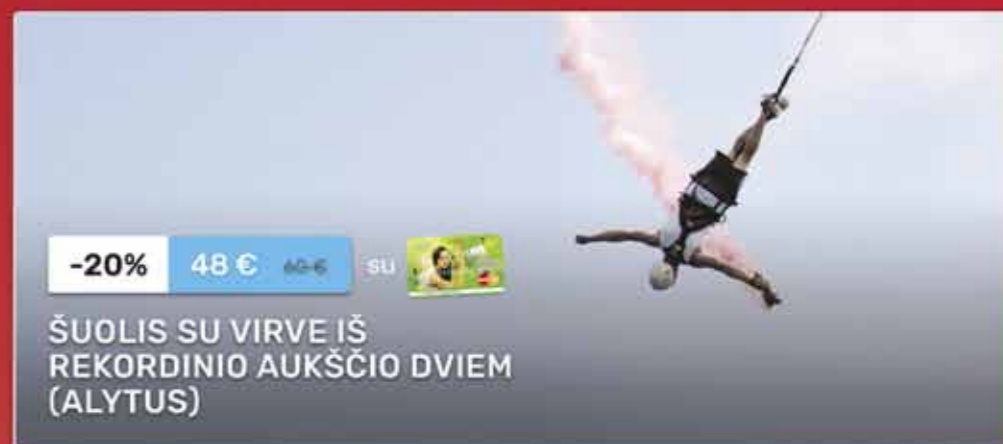 -20% 48 € 60 € su
ŠUOLIS SU VIRVE IŠ
REKORDINIO AUKŠČIO DVIEM
(ALYTUS)